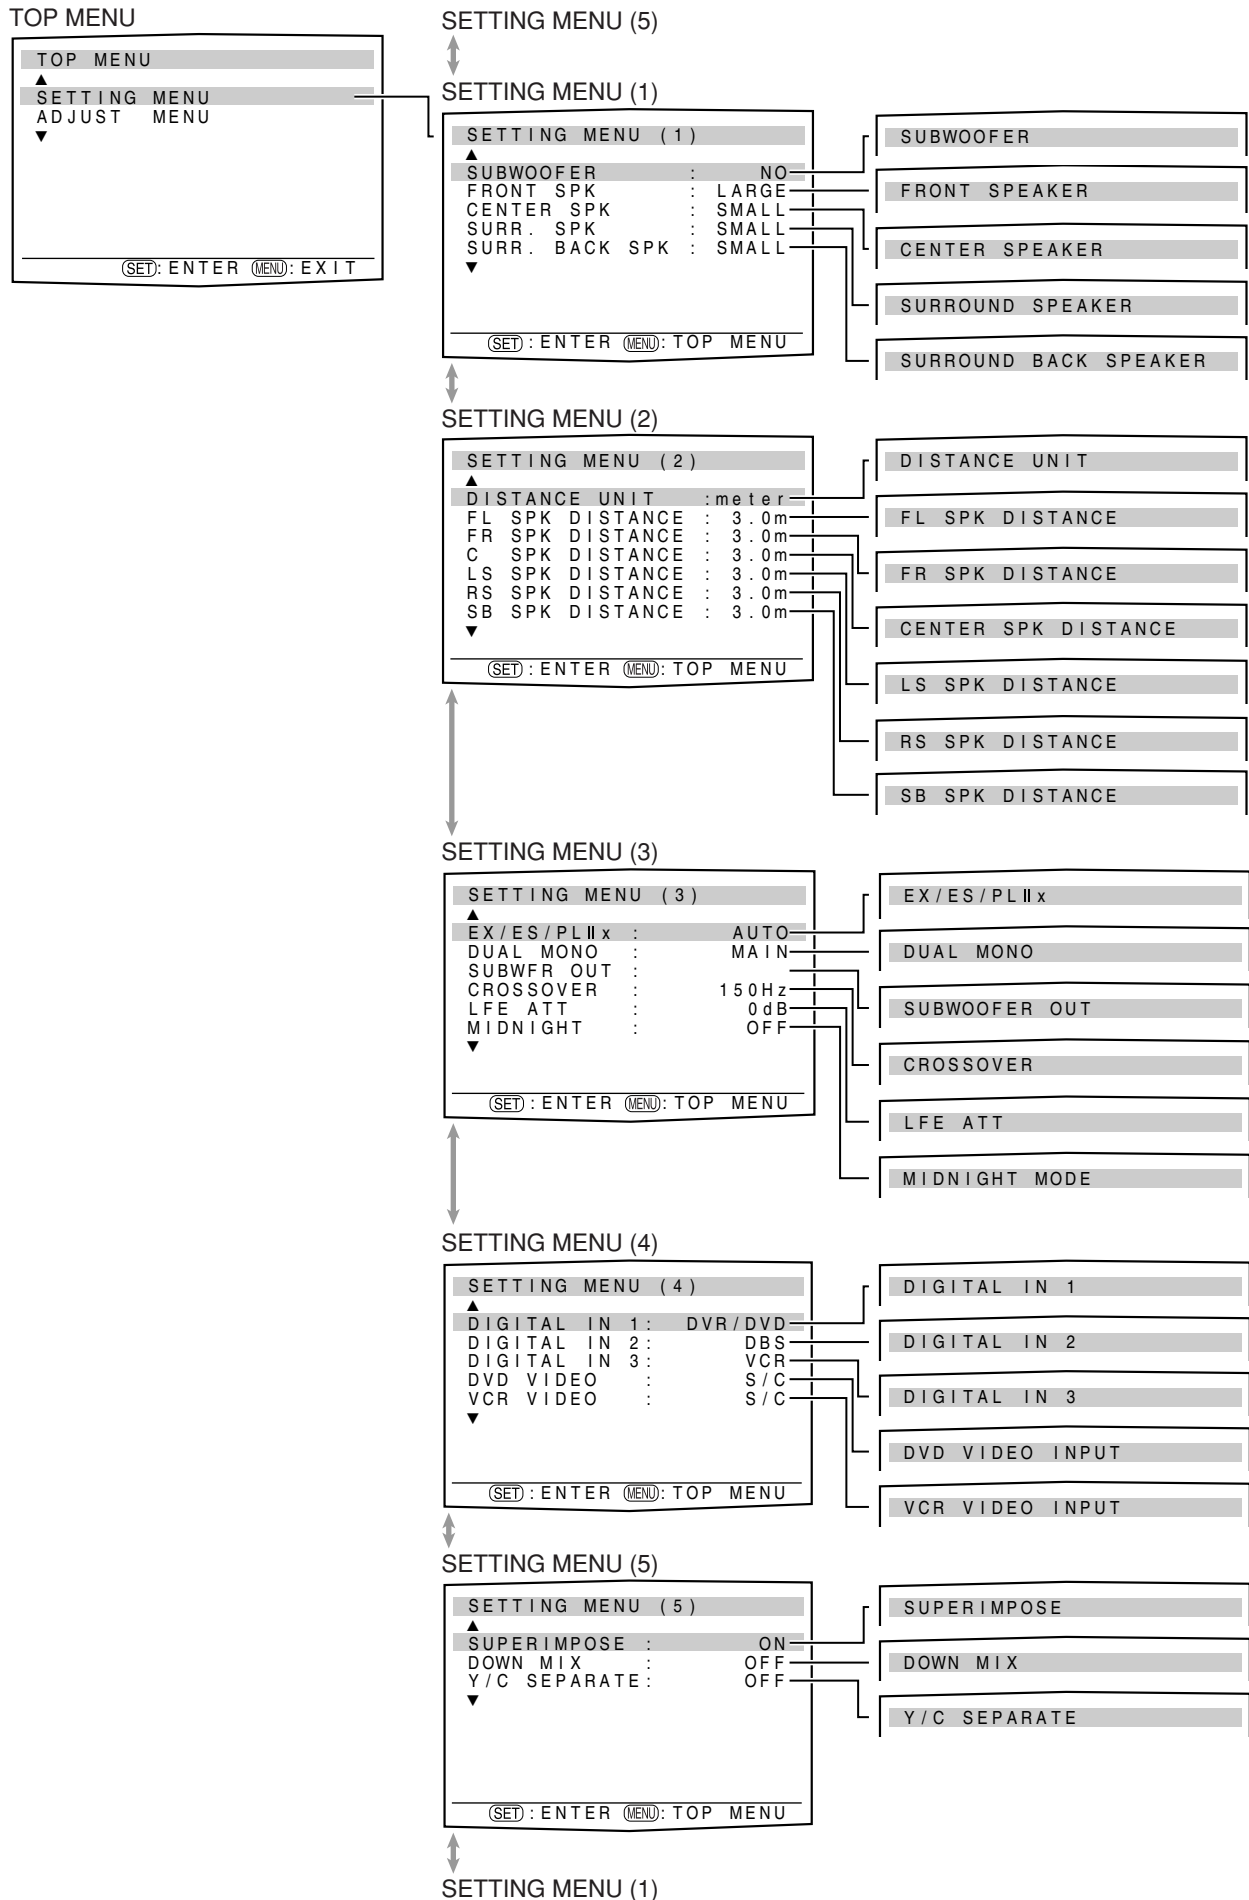 TOP MENU
TOP MENU
▲
SETTING MENU
ADJUST MENU
▼
SET: ENTER MENU: EXIT
SETTING MENU (5)
SETTING MENU (1)
SETTING MENU (1)
▲
SUBWOOFER : NO
FRONT SPK : LARGE
CENTER SPK : SMALL
SURR. SPK : SMALL
SURR. BACK SPK : SMALL
▼
SET : ENTER MENU: TOP MENU
SUBWOOFER
FRONT SPEAKER
CENTER SPEAKER
SURROUND SPEAKER
SURROUND BACK SPEAKER
SETTING MENU (2)
SETTING MENU (2)
▲
DISTANCE UNIT :meter
FL SPK DISTANCE : 3.0m
FR SPK DISTANCE : 3.0m
C SPK DISTANCE : 3.0m
LS SPK DISTANCE : 3.0m
RS SPK DISTANCE : 3.0m
SB SPK DISTANCE : 3.0m
▼
SET : ENTER MENU: TOP MENU
DISTANCE UNIT
FL SPK DISTANCE
FR SPK DISTANCE
CENTER SPK DISTANCE
LS SPK DISTANCE
RS SPK DISTANCE
SB SPK DISTANCE
SETTING MENU (3)
SETTING MENU (3)
▲
EX/ES/PLⅡx : AUTO
DUAL MONO : MAIN
SUBWFR OUT :
CROSSOVER : 150Hz
LFE ATT : 0dB
MIDNIGHT : OFF
▼
SET : ENTER MENU: TOP MENU
EX/ES/PLⅡx
DUAL MONO
SUBWOOFER OUT
CROSSOVER
LFE ATT
MIDNIGHT MODE
SETTING MENU (4)
SETTING MENU (4)
▲
DIGITAL IN 1: DVR/DVD
DIGITAL IN 2: DBS
DIGITAL IN 3: VCR
DVD VIDEO : S/C
VCR VIDEO : S/C
▼
SET : ENTER MENU: TOP MENU
DIGITAL IN 1
DIGITAL IN 2
DIGITAL IN 3
DVD VIDEO INPUT
VCR VIDEO INPUT
SETTING MENU (5)
SETTING MENU (5)
▲
SUPERIMPOSE : ON
DOWN MIX : OFF
Y/C SEPARATE: OFF
▼
SET : ENTER MENU: TOP MENU
SUPERIMPOSE
DOWN MIX
Y/C SEPARATE
SETTING MENU (1)